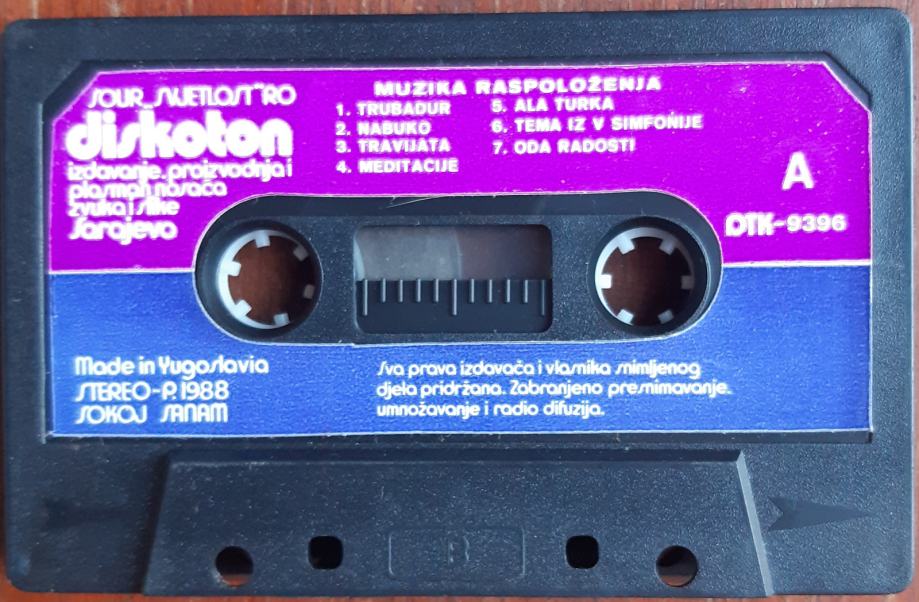 SOUR „SVJETLOST" RO
diskoton
izdavanje, proizvodnja i
plasman nosača
zvuka i slike
Sarajevo
MUZIKA RASPOLOŽENJA
1. TRUBADUR
2. NABUKO
3. TRAVIJATA
4. MEDITACIJE
5. ALA TURKA
6. TEMA IZ V SIMFONIJE
7. ODA RADOSTI
A
DTK-9396
Made in Yugoslavia
STEREO-P.1988
SOKOJ SANAM
Sva prava izdavača i vlasnika snimljenog
djela pridržana. Zabranjeno presnimavanje,
umnožavanje i radio difuzija.
B